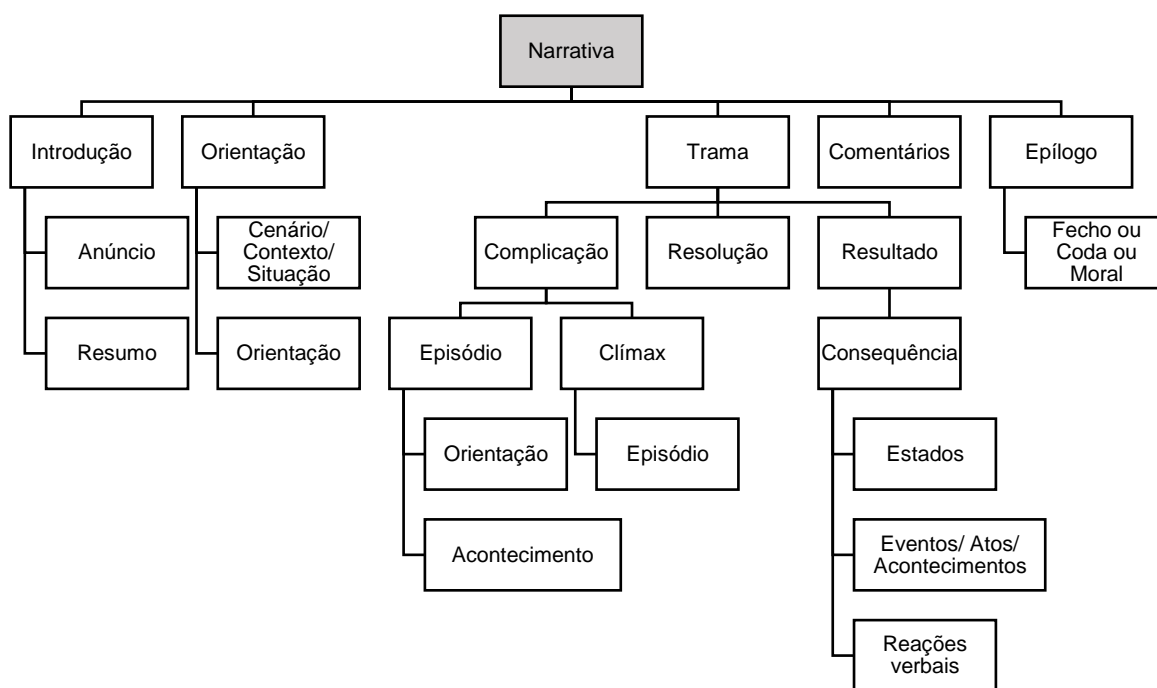 Narrativa
Introdução
Orientação
Trama
Comentários
Epílogo
Anúncio
Cenário/
Contexto/
Situação
Complicação
Resolução
Resultado
Fecho ou
Coda ou
Moral
Resumo
Orientação
Episódio
Clímax
Consequência
Orientação
Episódio
Estados
Acontecimento
Eventos/ Atos/
Acontecimentos
Reações
verbais